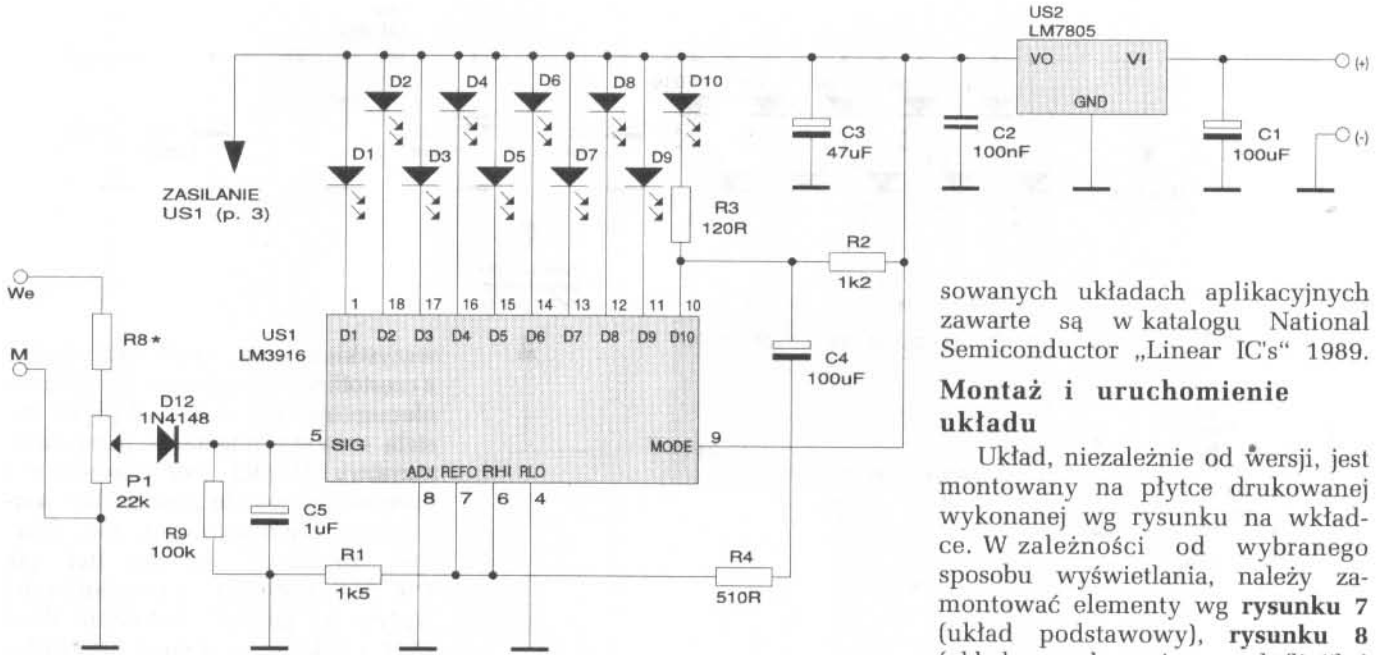 US2
LM7805
VO
VI
GND
(+)
(-)
C1
100uF
C2
100nF
C3
47uF
D2
D4
D6
D8
D10
D1
D3
D5
D7
D9
ZASILANIE
US1 (p. 3)
R3
120R
R2
1k2
C4
100uF
We
M
R8*
P1
22k
D12
1N4148
R9
100k
C5
1uF
US1
LM3916
1 18 17 16 15 14 13 12 11 10
D1 D2 D3 D4 D5 D6 D7 D8 D9 D10
5
SIG
MODE
9
ADJ REFO RHI RLO
8 7 6 4
R1
1k5
R4
510R
sowanych układach aplikacyjnych
zawarte są w katalogu National
Semiconductor „Linear IC's“ 1989.
Montaż i uruchomienie
układu
Układ, niezależnie od wersji, jest
montowany na płytce drukowanej
wykonanej wg rysunku na wkład-
ce. W zależności od wybranego
sposobu wyświetlania, należy za-
montować elementy wg rysunku 7
(układ podstawowy), rysunku 8